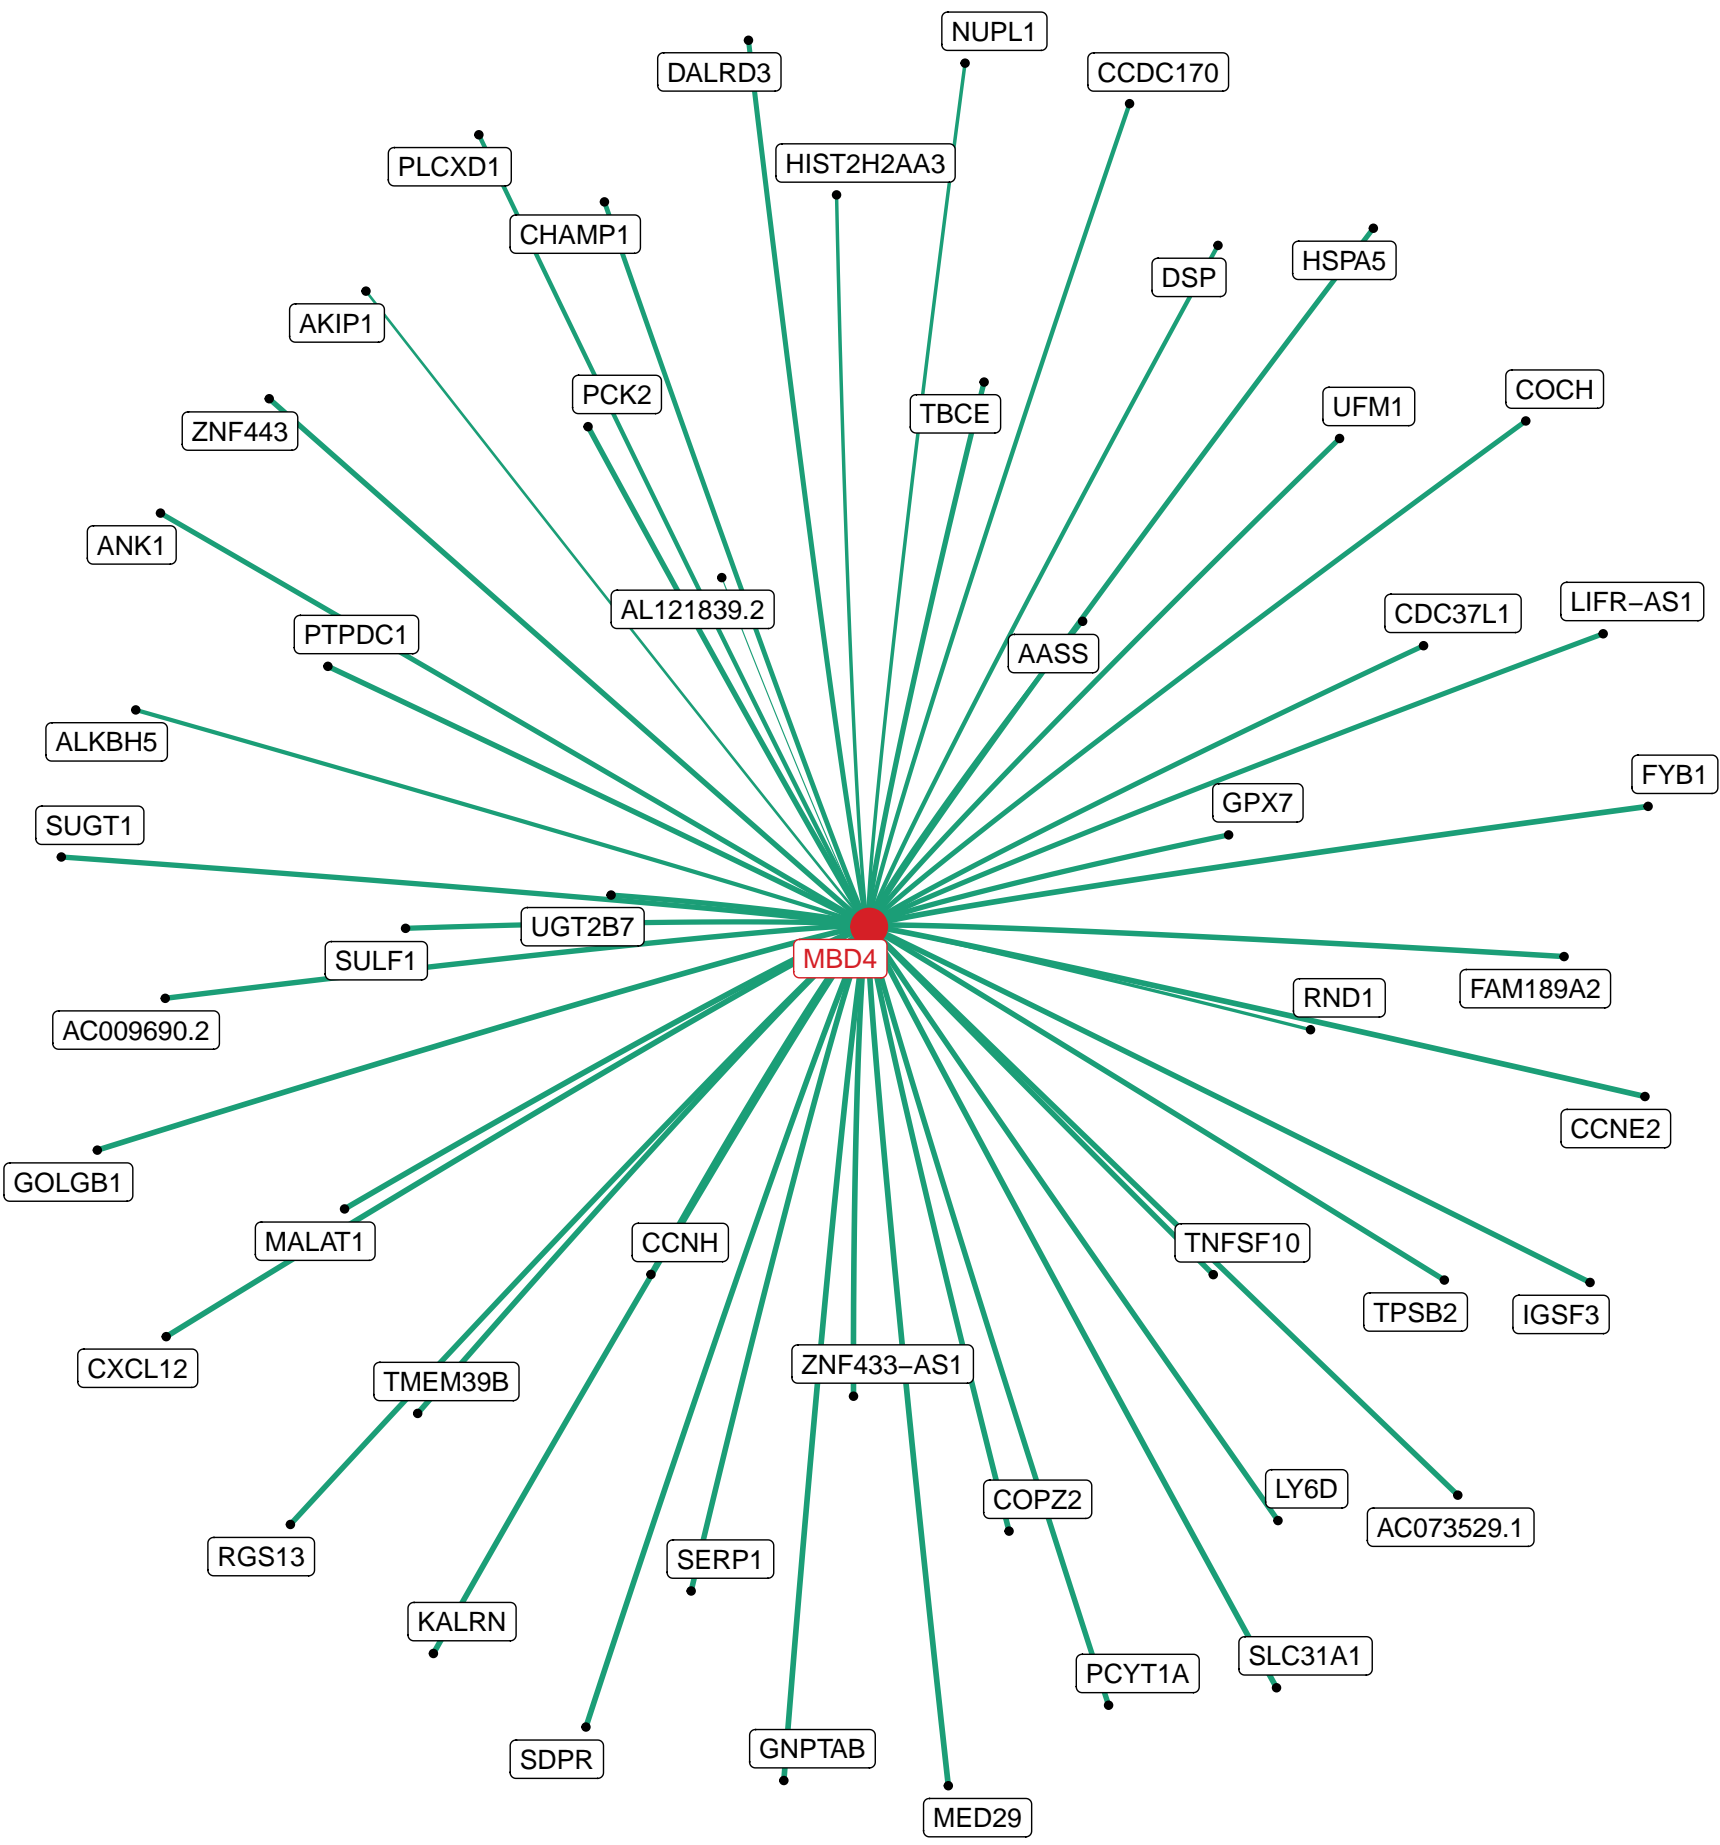 NUPL1
DALRD3
CCDC170
HIST2H2AA3
PLCXD1
CHAMP1
HSPA5
DSP
AKIP1
COCH
PCK2
UFM1
TBCE
ZNF443
ANK1
LIFR−AS1
AL121839.2
CDC37L1
PTPDC1
AASS
ALKBH5
FYB1
GPX7
SUGT1
UGT2B7
MBD4
SULF1
FAM189A2
RND1
AC009690.2
CCNE2
GOLGB1
MALAT1
CCNH
TNFSF10
TPSB2
IGSF3
ZNF433−AS1
CXCL12
TMEM39B
LY6D
COPZ2
AC073529.1
RGS13
SERP1
KALRN
SLC31A1
PCYT1A
GNPTAB
SDPR
MED29